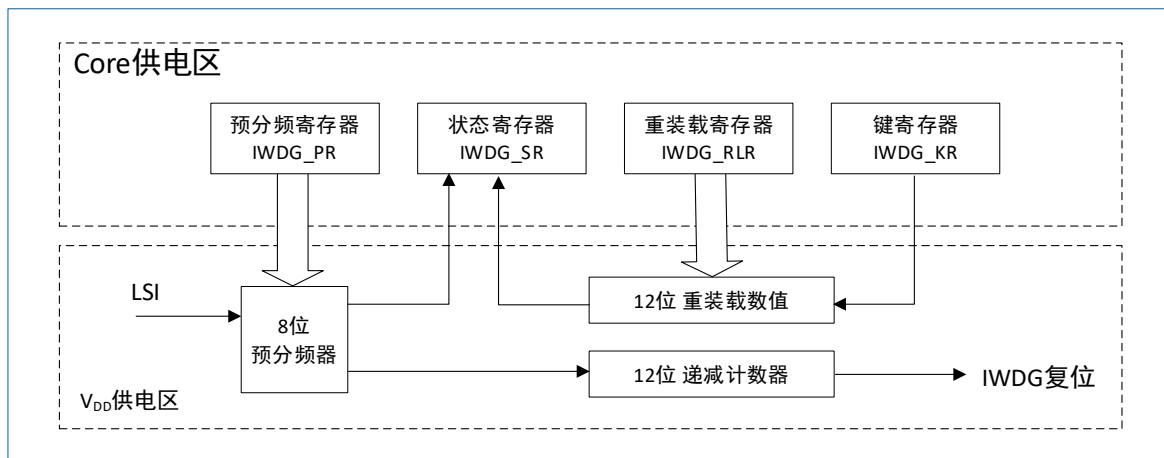 Core供电区
预分频寄存器
IWDG_PR
状态寄存器
IWDG_SR
重装载寄存器
IWDG_RLR
键寄存器
IWDG_KR
LSI
8位
预分频器
12位 重装载数值
12位 递减计数器
IWDG复位
VDD供电区